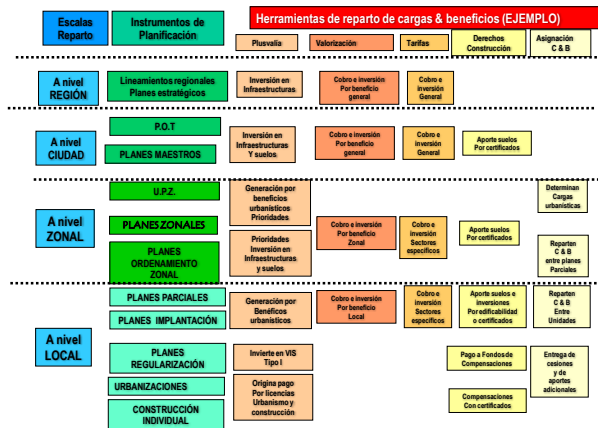 Escalas
Reparto
Instrumentos de
Planificación
Herramientas de reparto de cargas & beneficios (EJEMPLO)
Plusvalía
Valorización
Tarifas
Derechos
Construcción
Asignación
C & B
A nivel
REGIÓN
Lineamientos regionales
Planes estratégicos
Inversión en
Infraestructuras
Cobro e inversión
Por beneficio
general
Cobro e
inversión
General
A nivel
CIUDAD
P.O.T
PLANES MAESTROS
Inversión en
Infraestructuras
Y suelos
Cobro e inversión
Por beneficio
general
Cobro e
inversión
General
Aporte suelos
Por certificados
A nivel
ZONAL
U.P.Z.
PLANES ZONALES
PLANES
ORDENAMIENTO
ZONAL
Generación por
beneficios
urbanísticos
Prioridades
Prioridades
Inversión en
Infraestructuras
y suelos
Cobro e inversión
Por beneficio
Zonal
Cobro e
inversión
Sectores
específicos
Aporte suelos
Por certificados
Determinan
Cargas
urbanísticas
Reparten
C & B
entre planes
Parciales
A nivel
LOCAL
PLANES PARCIALES
PLANES IMPLANTACIÓN
Generación por
Benéficos
urbanísticos
Cobro e inversión
Por beneficio
Local
Cobro e
inversión
Sectores
específicos
Aporte suelos e
inversiones
Por edificabilidad
o certificados
Reparten
C & B
Entre
Unidades
PLANES
REGULARIZACIÓN
Invierte en VIS
Tipo I
Pago a Fondos de
Compensaciones
Entrega de
cesiones
y de
aportes
adicionales
URBANIZACIONES
CONSTRUCCIÓN
INDIVIDUAL
Origina pago
Por licencias
Urbanismo y
construcción
Compensaciones
Con certificados